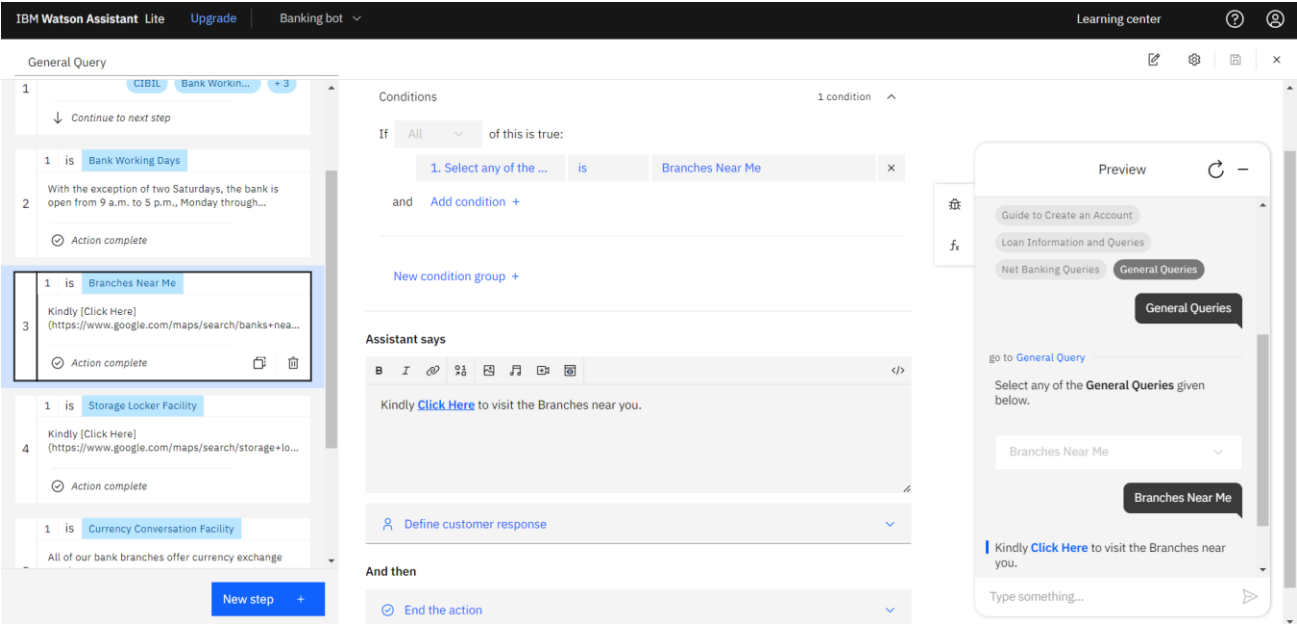 IBM Watson Assistant Lite Upgrade Banking bot Learning center
General Query
1 CIBIL Bank Workin... + 3
Continue to next step
1 is Bank Working Days
2 With the exception of two Saturdays, the bank is
open from 9 a.m. to 5 p.m., Monday through...
Action complete
1 is Branches Near Me
3 Kindly [Click Here]
(https://www.google.com/maps/search/banks+nea...
Action complete
1 is Storage Locker Facility
4 Kindly [Click Here]
(https://www.google.com/maps/search/storage+lo...
Action complete
1 is Currency Conversation Facility
All of our bank branches offer currency exchange
New step +
Conditions 1 condition
If All of this is true:
1. Select any of the ... is Branches Near Me ×
and Add condition +
New condition group +
Assistant says
B I </>
Kindly Click Here to visit the Branches near you.
Define customer response
And then
End the action
fx
Preview
Guide to Create an Account
Loan Information and Queries
Net Banking Queries General Queries
General Queries
go to General Query
Select any of the General Queries given
below.
Branches Near Me
Branches Near Me
Kindly Click Here to visit the Branches near
you.
Type something...